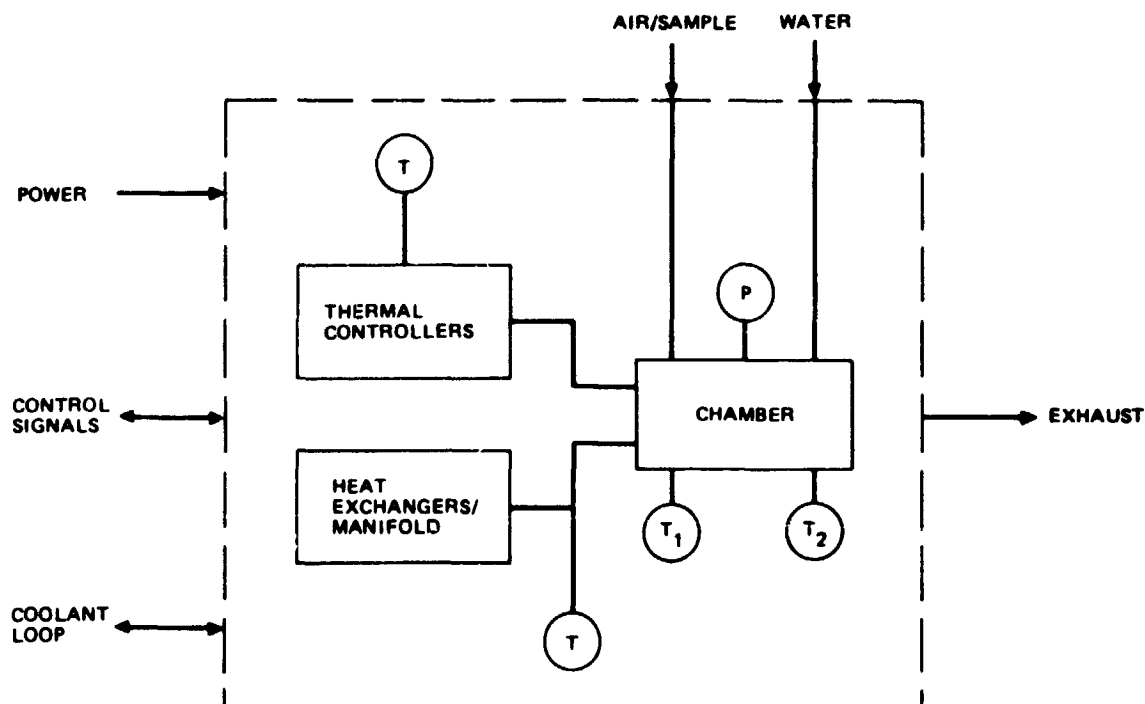 AIR/SAMPLE
WATER
T
POWER
P
THERMAL
CONTROLLERS
CONTROL
SIGNALS
CHAMBER
EXHAUST
HEAT
EXCHANGERS/
MANIFOLD
T1
T2
COOLANT
LOOP
T